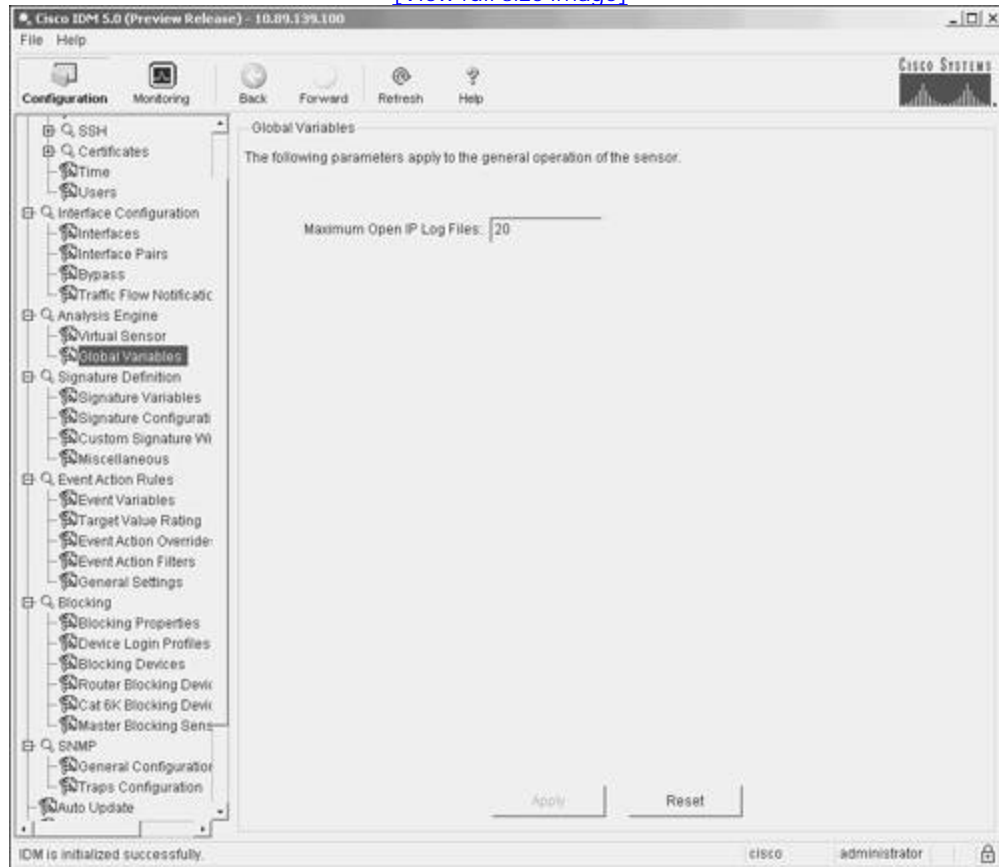 [View full size image]
Cisco IDM 5.0 (Preview Release) - 10.89.139.100
File Help
Configuration Monitoring Back Forward Refresh Help
CISCO SYSTEMS
SSH
Certificates
Time
Users
Interface Configuration
Interfaces
Interface Pairs
Bypass
Traffic Flow Notificatic
Analysis Engine
Virtual Sensor
Global Variables
Signature Definition
Signature Variables
Signature Configurati
Custom Signature Wi
Miscellaneous
Event Action Rules
Event Variables
Target Value Rating
Event Action Override
Event Action Filters
General Settings
Blocking
Blocking Properties
Device Login Profiles
Blocking Devices
Router Blocking Devic
Cat 6K Blocking Devic
Master Blocking Sens
SNMP
General Configuration
Traps Configuration
Auto Update
Global Variables
The following parameters apply to the general operation of the sensor.
Maximum Open IP Log Files: 20
Apply Reset
IDM is initialized successfully. cisco administrator